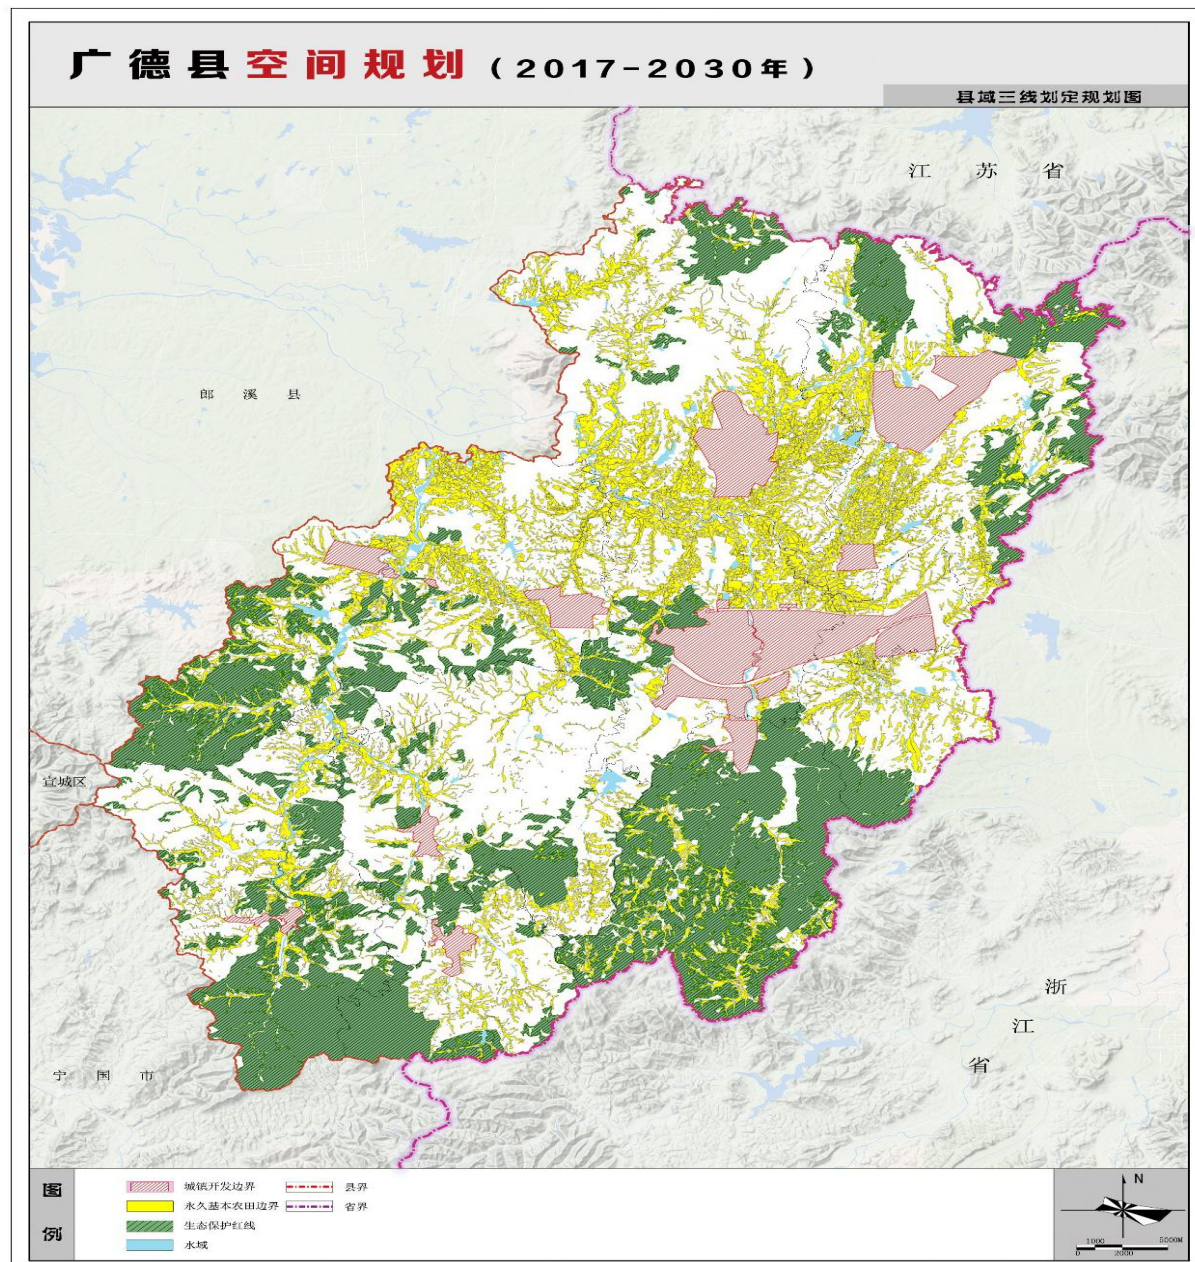 广德县空间规划（2017-2030年）
县域三线划定规划图
江苏省
郎溪县
宣城区
浙江省
宁国市
图例
城镇开发边界
县界
永久基本农田边界
省界
生态保护红线
水域
N
1000 5000M
0 2000